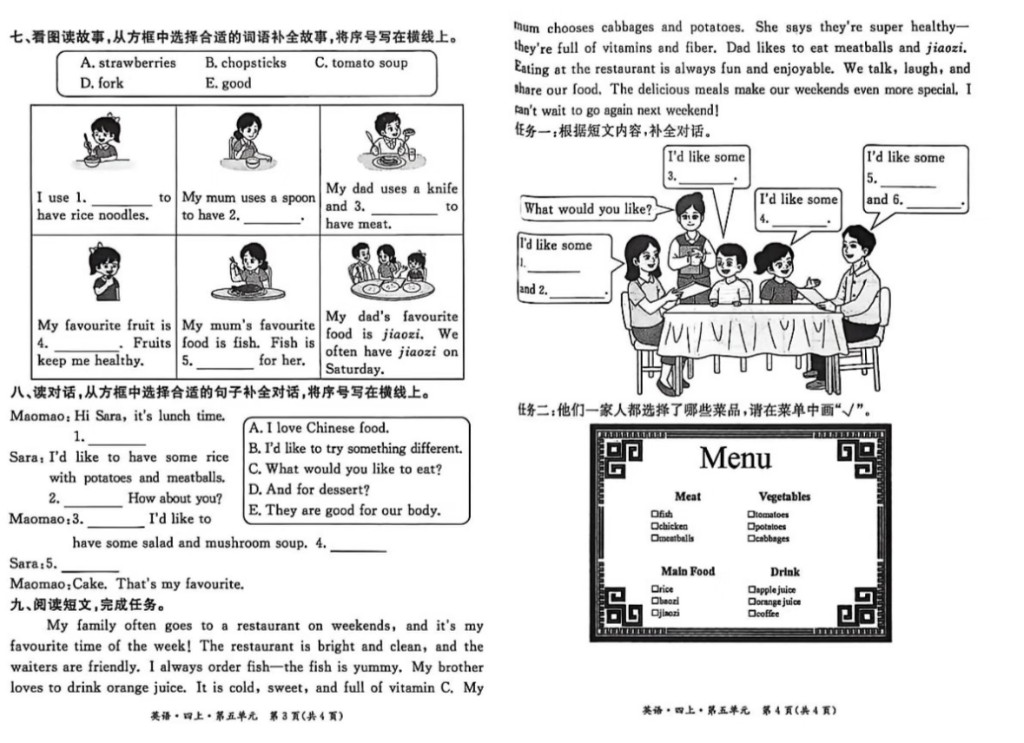 七、看图读故事,从方框中选择合适的词语补全故事,将序号写在横线上。
A. strawberries B. chopsticks C. tomato soup
D. fork E. good
I use 1. ________ to
have rice noodles.
My mum uses a spoon
to have 2. ________.
My dad uses a knife
and 3. ________ to
have meat.
My favourite fruit is
4. ________. Fruits
keep me healthy.
My mum's favourite
food is fish. Fish is
5. ________ for her.
My dad's favourite
food is jiaozi. We
often have jiaozi on
Saturday.
八、读对话,从方框中选择合适的句子补全对话,将序号写在横线上。
Maomao: Hi Sara, it's lunch time.
1. ________
Sara: I'd like to have some rice
with potatoes and meatballs.
2. ________ How about you?
Maomao: 3. ________ I'd like to
have some salad and mushroom soup. 4. ________
Sara: 5. ________
Maomao: Cake. That's my favourite.
A. I love Chinese food.
B. I'd like to try something different.
C. What would you like to eat?
D. And for dessert?
E. They are good for our body.
九、阅读短文,完成任务。
My family often goes to a restaurant on weekends, and it's my
favourite time of the week! The restaurant is bright and clean, and the
waiters are friendly. I always order fish—the fish is yummy. My brother
loves to drink orange juice. It is cold, sweet, and full of vitamin C. My
英语·四上·第五单元 第3页(共4页)
mum chooses cabbages and potatoes. She says they're super healthy—
they're full of vitamins and fiber. Dad likes to eat meatballs and jiaozi.
Eating at the restaurant is always fun and enjoyable. We talk, laugh, and
share our food. The delicious meals make our weekends even more special. I
can't wait to go again next weekend!
任务一:根据短文内容,补全对话。
What would you like?
I'd like some
1. ________
and 2. ________.
I'd like some
3. ________.
I'd like some
4. ________.
I'd like some
5. ________
and 6. ________.
任务二:他们一家人都选择了哪些菜品,请在菜单中画“√”。
Menu
Meat Vegetables
□fish □tomatoes
□chicken □potatoes
□meatballs □cabbages
Main Food Drink
□rice □apple juice
□baozi □orange juice
□jiaozi □coffee
英语·四上·第五单元 第4页(共4页)